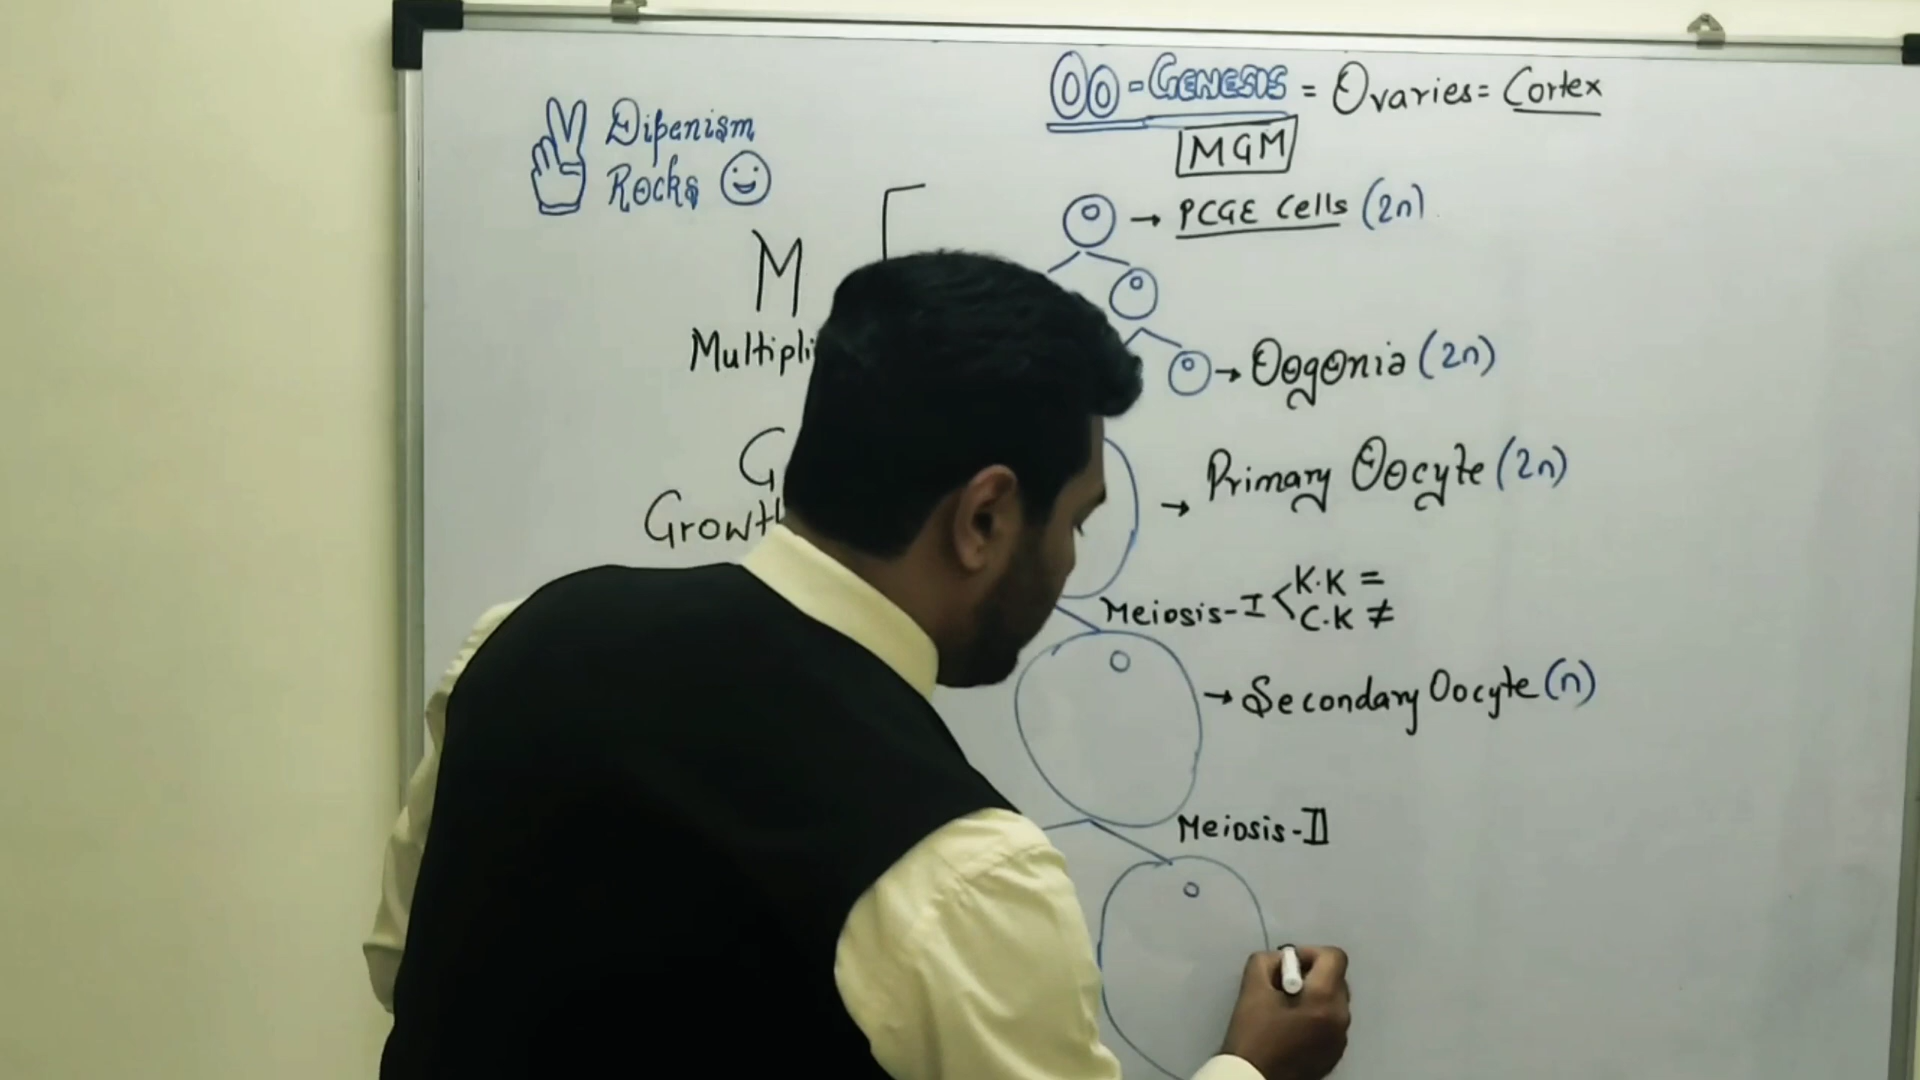 OO-GENESIS = Ovaries = Cortex
MGM
Dipenism
Rocks
PCGE Cells (2n)
M
Multipli
Oogonia (2n)
G
Growth
Primary Oocyte (2n)
Meiosis-I < K.K =
C.K ≠
Secondary Oocyte (n)
Meiosis-II